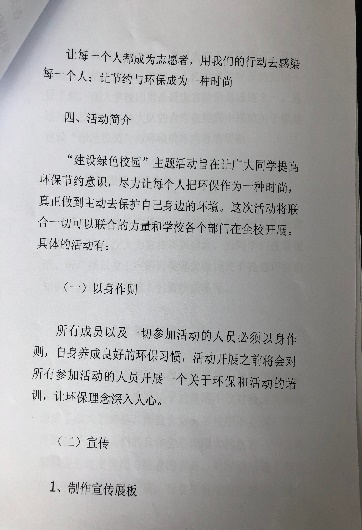 让每一个人都成为志愿者，用我们的行动去感染
每一个人；让节约与环保成为一种时尚
四、活动简介
“建设绿色校园”主题活动旨在让广大同学提高
环保节约意识，尽力让每个人把环保作为一种时尚，
真正做到主动去保护自己身边的环境。这次活动将联
合一切可以联合的力量和学校各个部门在全校开展。
具体的活动有：
（一）以身作则
所有成员以及一切参加活动的人员必须以身作
则，自身养成良好的环保习惯，活动开展之前将会对
所有参加活动的人员开展一个关于环保和活动的培
训，让环保理念深入人心。
（二）宣传
1、制作宣传展板